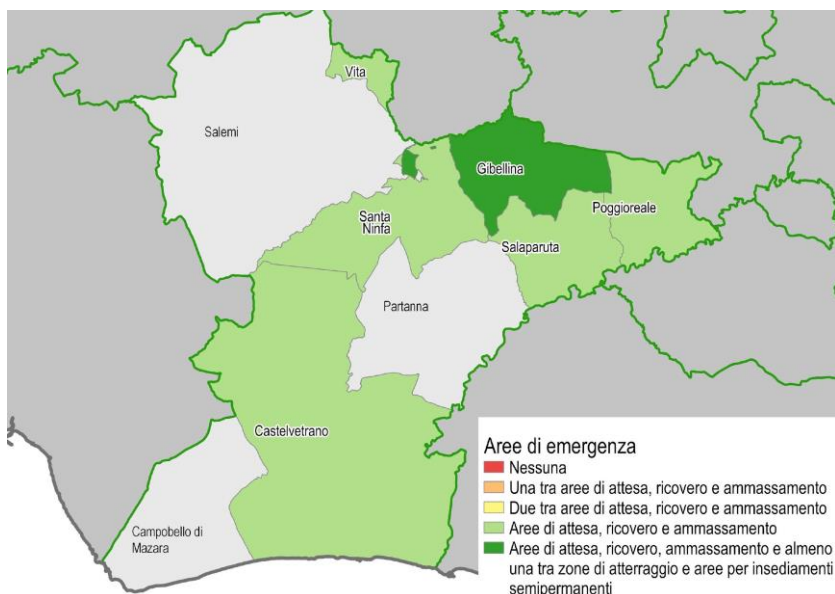 Vita
Salemi
Gibellina
Poggioreale
Santa
Ninfa
Salaparuta
Partanna
Castelvetrano
Campobello di
Mazara
Aree di emergenza
Nessuna
Una tra aree di attesa, ricovero e ammassamento
Due tra aree di attesa, ricovero e ammassamento
Aree di attesa, ricovero e ammassamento
Aree di attesa, ricovero, ammassamento e almeno
una tra zone di atterraggio e aree per insediamenti
semipermanenti